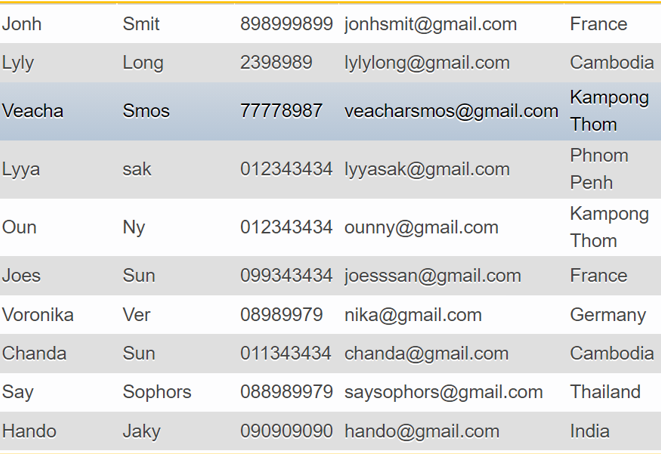 Jonh Smit 898999899 jonhsmit@gmail.com France
Lyly Long 2398989 lylylong@gmail.com Cambodia
Veacha Smos 77778987 veacharsmos@gmail.com Kampong
Thom
Lyya sak 012343434 lyyasak@gmail.com Phnom
Penh
Oun Ny 012343434 ounny@gmail.com Kampong
Thom
Joes Sun 099343434 joesssan@gmail.com France
Voronika Ver 08989979 nika@gmail.com Germany
Chanda Sun 011343434 chanda@gmail.com Cambodia
Say Sophors 088989979 saysophors@gmail.com Thailand
Hando Jaky 090909090 hando@gmail.com India